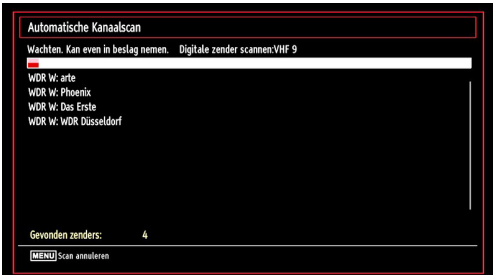 Automatische Kanaalscan
Wachten. Kan even in beslag nemen. Digitale zender scannen:VHF 9
WDR W: arte
WDR W: Phoenix
WDR W: Das Erste
WDR W: WDR Düsseldorf
Gevonden zenders: 4
MENU Scan annuleren